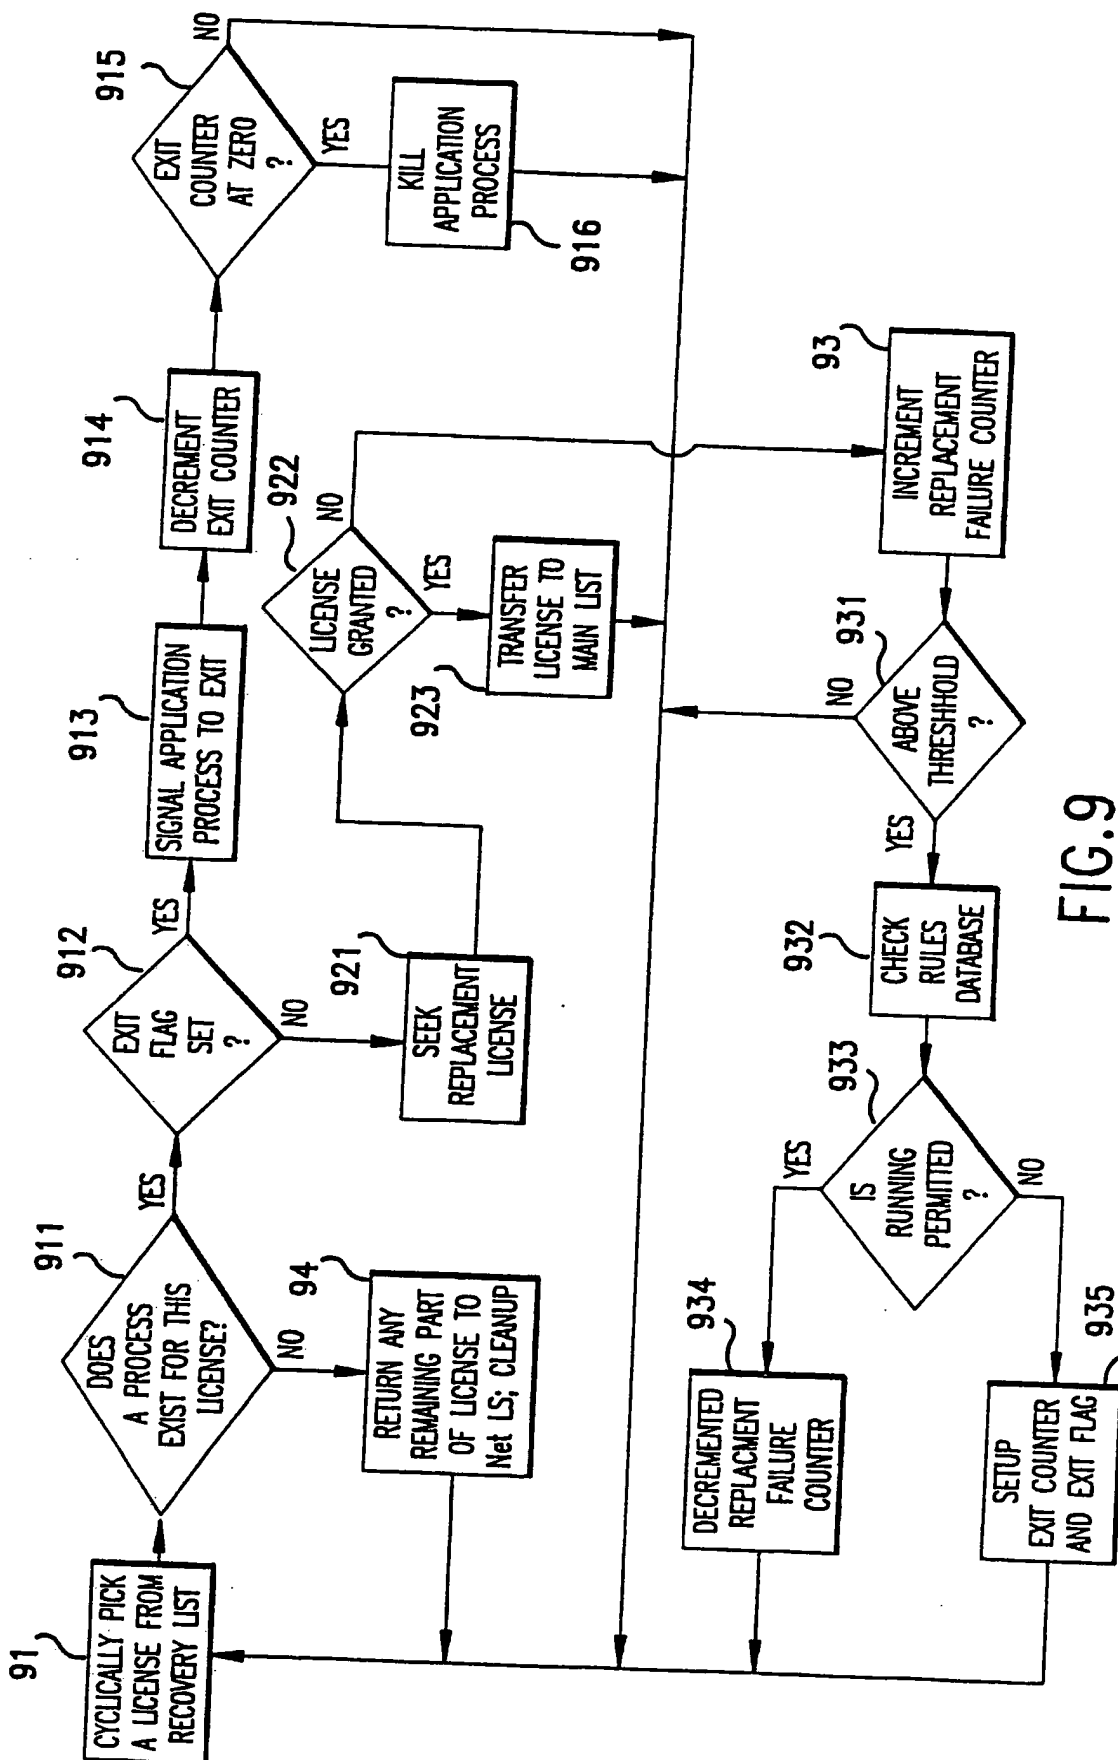 91
CYCLICALLY PICK
A LICENSE FROM
RECOVERY LIST
911
DOES
A PROCESS
EXIST FOR THIS
LICENSE?
YES
NO
94
RETURN ANY
REMAINING PART
OF LICENSE TO
Net LS; CLEANUP
912
EXIT
FLAG
SET
?
YES
NO
913
SIGNAL APPLICATION
PROCESS TO EXIT
914
DECREMENT
EXIT COUNTER
915
EXIT
COUNTER
AT ZERO
?
NO
YES
KILL
APPLICATION
PROCESS
916
921
SEEK
REPLACEMENT
LICENSE
922
LICENSE
GRANTED
?
NO
YES
TRANSFER
LICENSE TO
MAIN LIST
923
93
INCREMENT
REPLACEMENT
FAILURE COUNTER
931
ABOVE
THRESHHOLD
?
NO
YES
932
CHECK
RULES
DATABASE
933
IS
RUNNING
PERMITTED
?
YES
NO
934
DECREMENTED
REPLACMENT
FAILURE
COUNTER
935
SETUP
EXIT COUNTER
AND EXIT FLAG
FIG.9